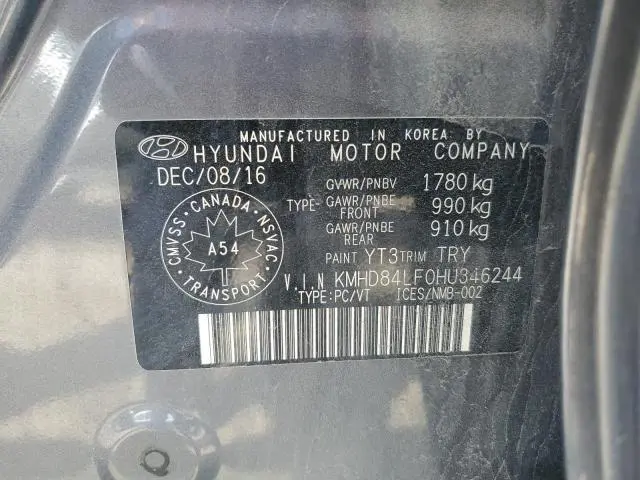 MANUFACTURED IN KOREA BY
HYUNDAI MOTOR COMPANY
DEC/08/16
GVWR/PNBV 1780 kg
TYPE- GAWR/PNBE FRONT 990 kg
GAWR/PNBE REAR 910 kg
PAINT YT3 TRIM TRY
V.I.N KMHD84LF0HU346244
TYPE:PC/VT ICES/NMB-002
CMVSS · CANADA · NSVAC
A54
TRANSPORT